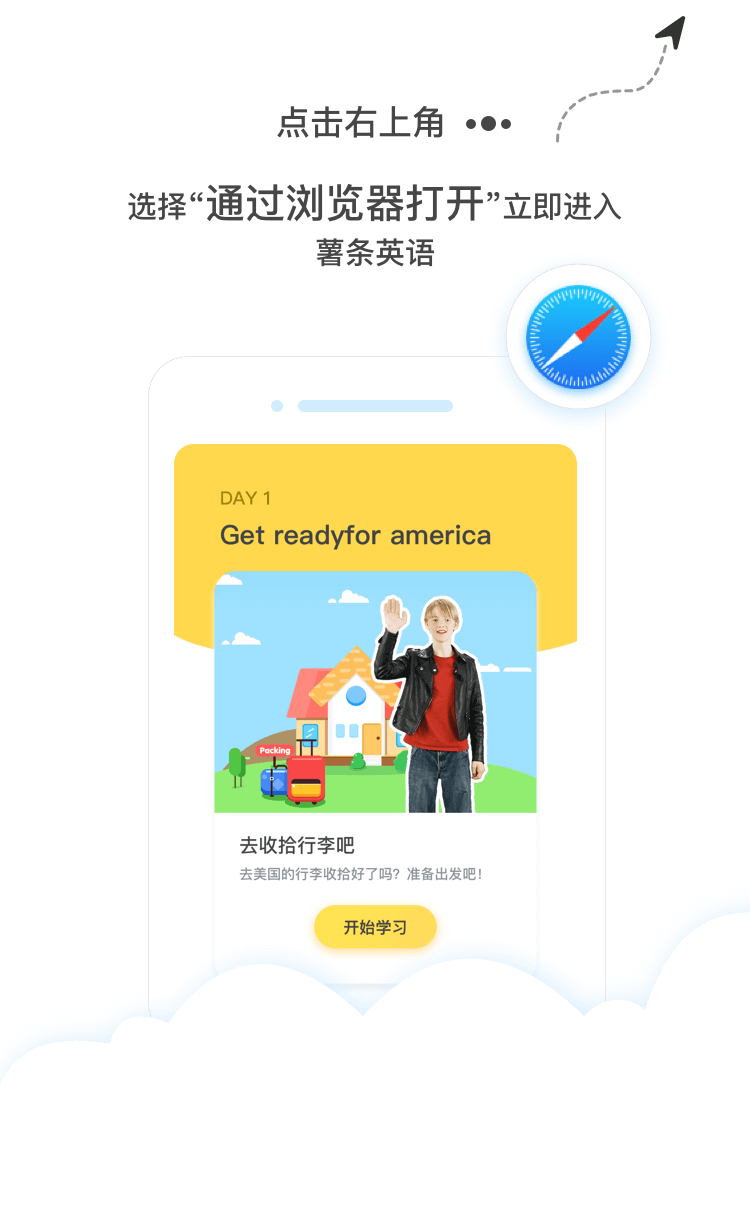 点击右上角 •••
选择“通过浏览器打开”立即进入
薯条英语
DAY 1
Get readyfor america
Packing
去收拾行李吧
去美国的行李收拾好了吗？准备出发吧！
开始学习